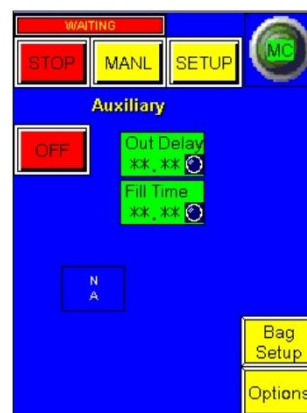 WAITING
STOP
MANL
SETUP
MC
Auxiliary
OFF
Out Delay
**.**
Fill Time
**.**
N
A
Bag
Setup
Options